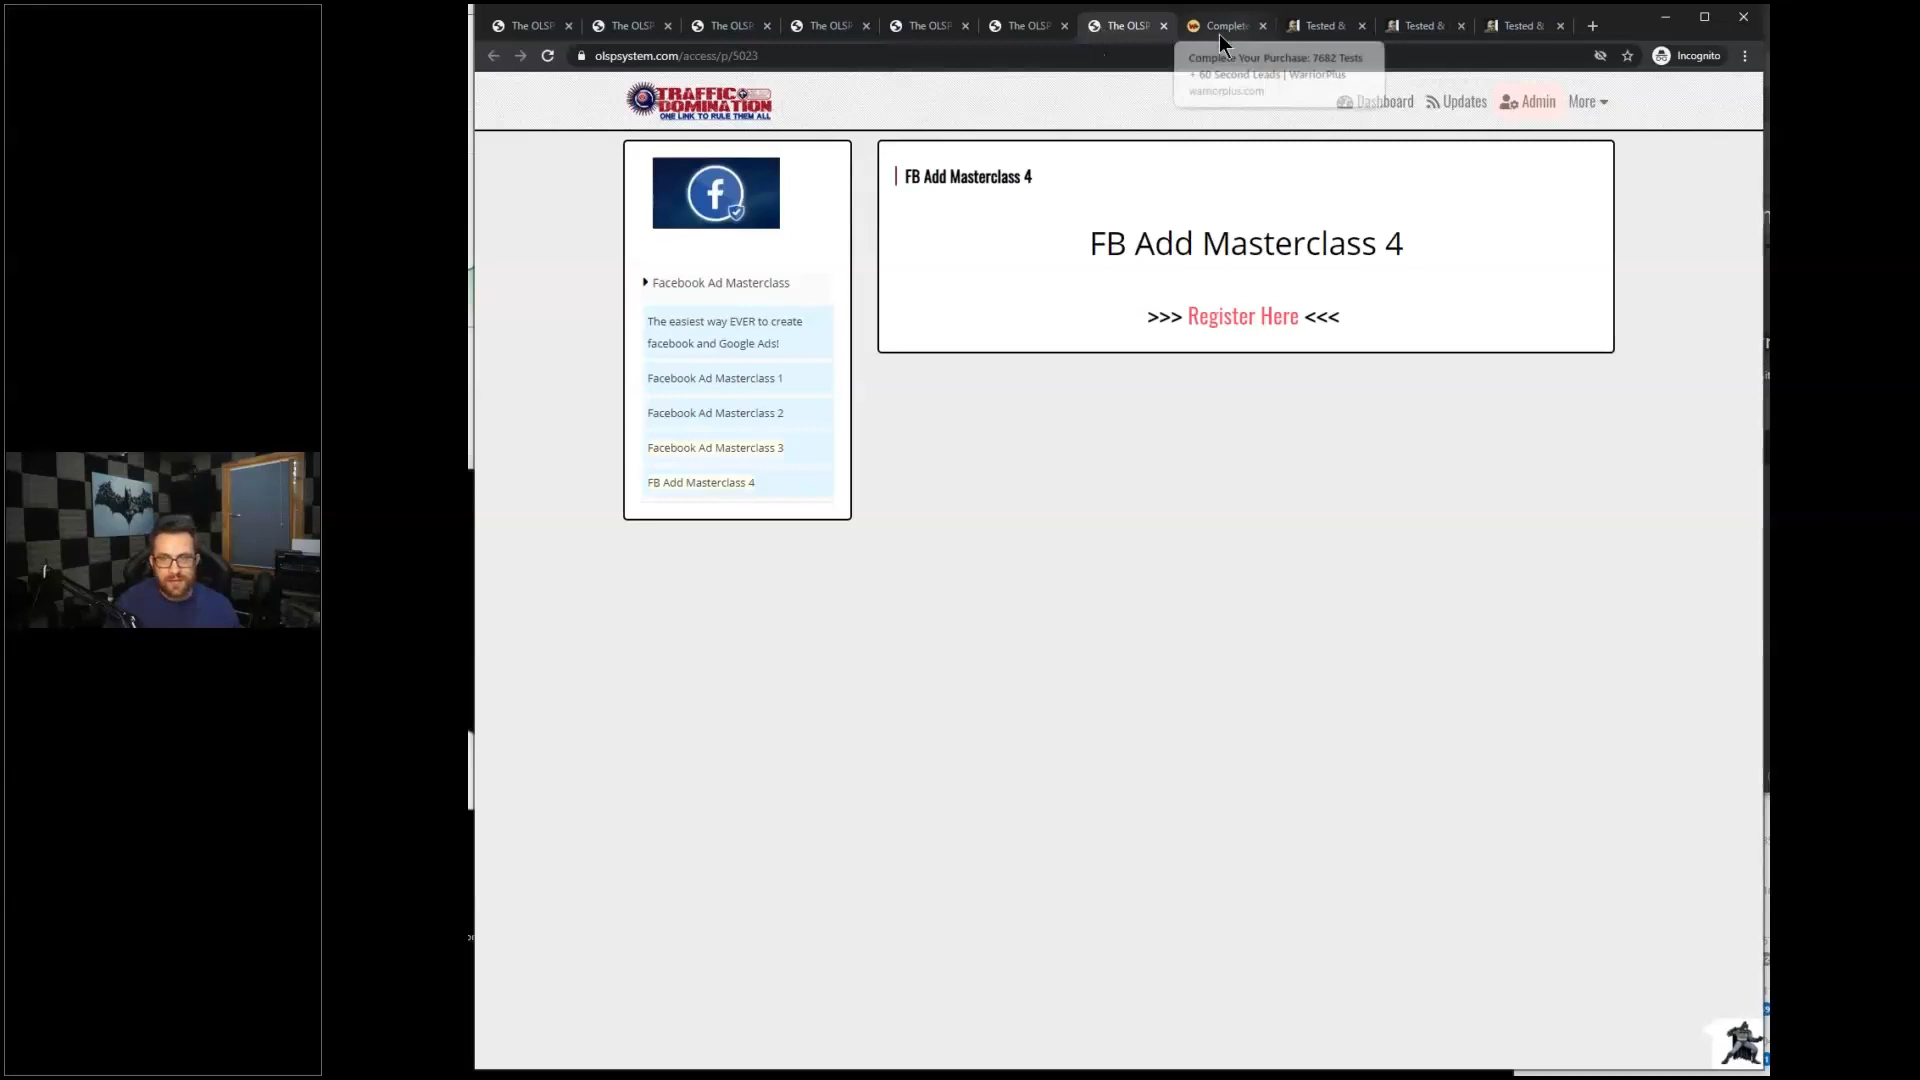 The OLSP
The OLSP
The OLSP
The OLSP
The OLSP
The OLSP
The OLSP
Complete
Tested &
Tested &
Tested &
olspsystem.com/access/p/5023
Incognito
Complete Your Purchase: 7682 Tests
+ 60 Second Leads | WarriorPlus
warriorplus.com
TRAFFIC
DOMINATION
ONE LINK TO RULE THEM ALL
Dashboard
Updates
Admin
More
Facebook Ad Masterclass
The easiest way EVER to create
facebook and Google Ads!
Facebook Ad Masterclass 1
Facebook Ad Masterclass 2
Facebook Ad Masterclass 3
FB Add Masterclass 4
FB Add Masterclass 4
FB Add Masterclass 4
>>> Register Here <<<